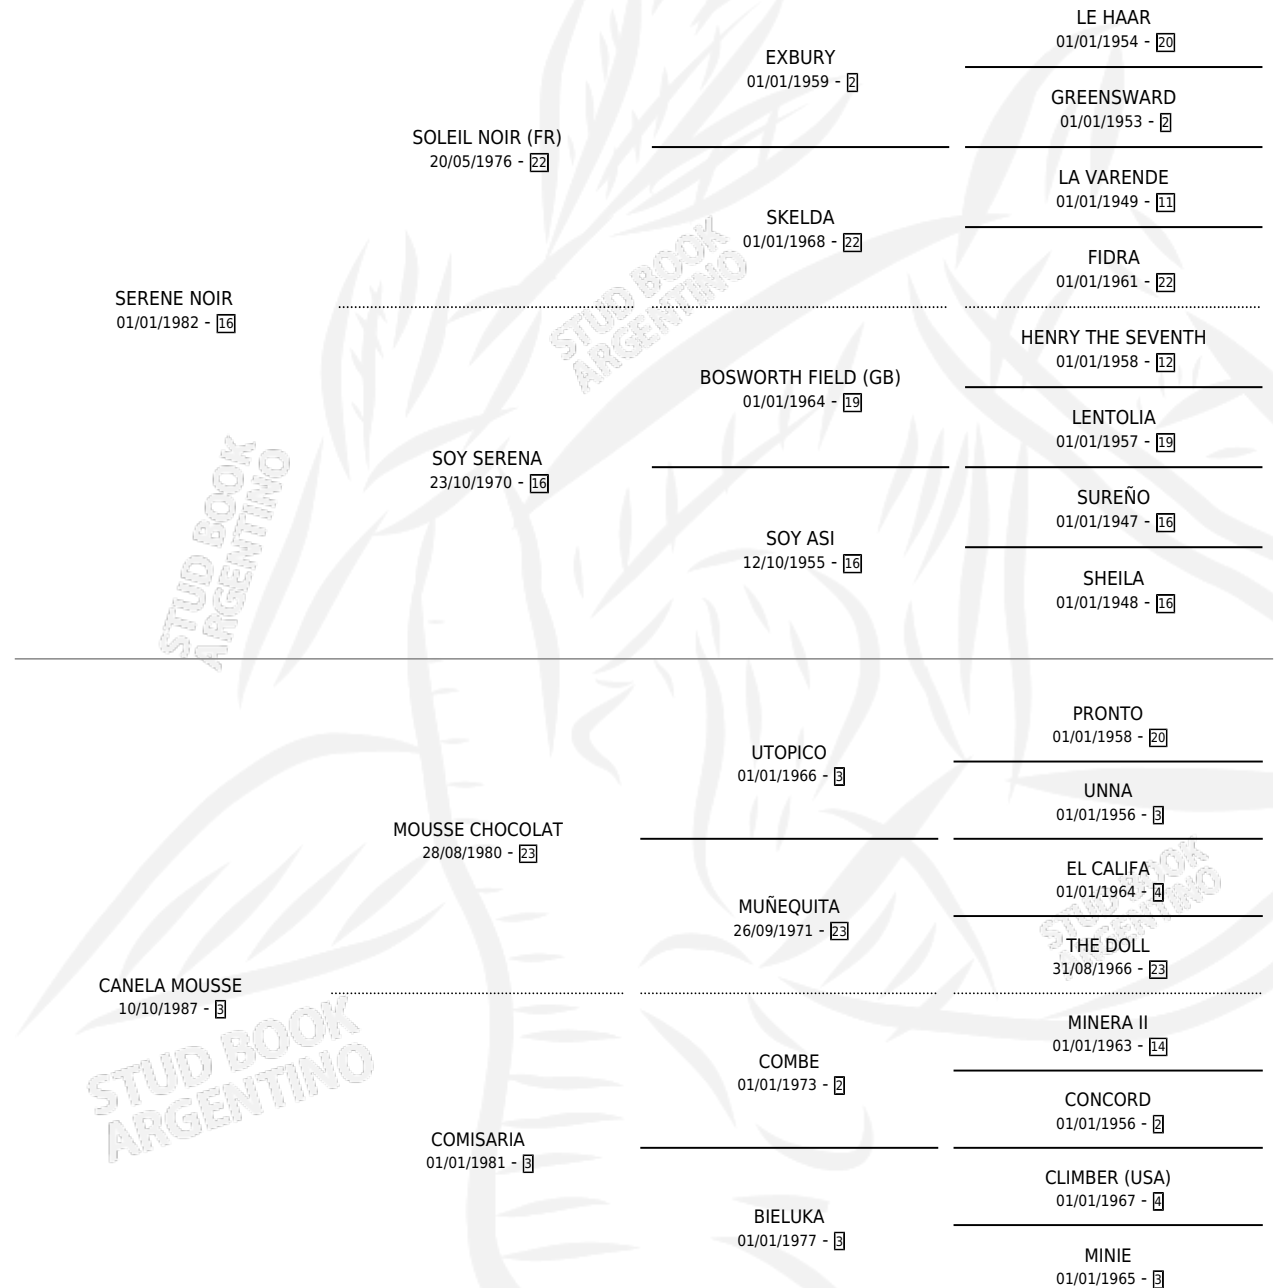 LE HAAR
01/01/1954 - 20
EXBURY
01/01/1959 - 2
GREENSWARD
01/01/1953 - 2
SOLEIL NOIR (FR)
20/05/1976 - 22
LA VARENDE
01/01/1949 - 11
SKELDA
01/01/1968 - 22
FIDRA
01/01/1961 - 22
SERENE NOIR
01/01/1982 - 16
HENRY THE SEVENTH
01/01/1958 - 12
BOSWORTH FIELD (GB)
01/01/1964 - 19
LENTOLIA
01/01/1957 - 19
SOY SERENA
23/10/1970 - 16
SUREÑO
01/01/1947 - 16
SOY ASI
12/10/1955 - 16
SHEILA
01/01/1948 - 16
PRONTO
01/01/1958 - 20
UTOPICO
01/01/1966 - 3
UNNA
01/01/1956 - 3
MOUSSE CHOCOLAT
28/08/1980 - 23
EL CALIFA
01/01/1964 - 4
MUÑEQUITA
26/09/1971 - 23
THE DOLL
31/08/1966 - 23
CANELA MOUSSE
10/10/1987 - 3
MINERA II
01/01/1963 - 14
COMBE
01/01/1973 - 2
CONCORD
01/01/1956 - 2
COMISARIA
01/01/1981 - 3
CLIMBER (USA)
01/01/1967 - 4
BIELUKA
01/01/1977 - 3
MINIE
01/01/1965 - 3
STUD BOOK
ARGENTINO
STUD BOOK
ARGENTINO
STUD BOOK
ARGENTINO
STUD BOOK
ARGENTINO